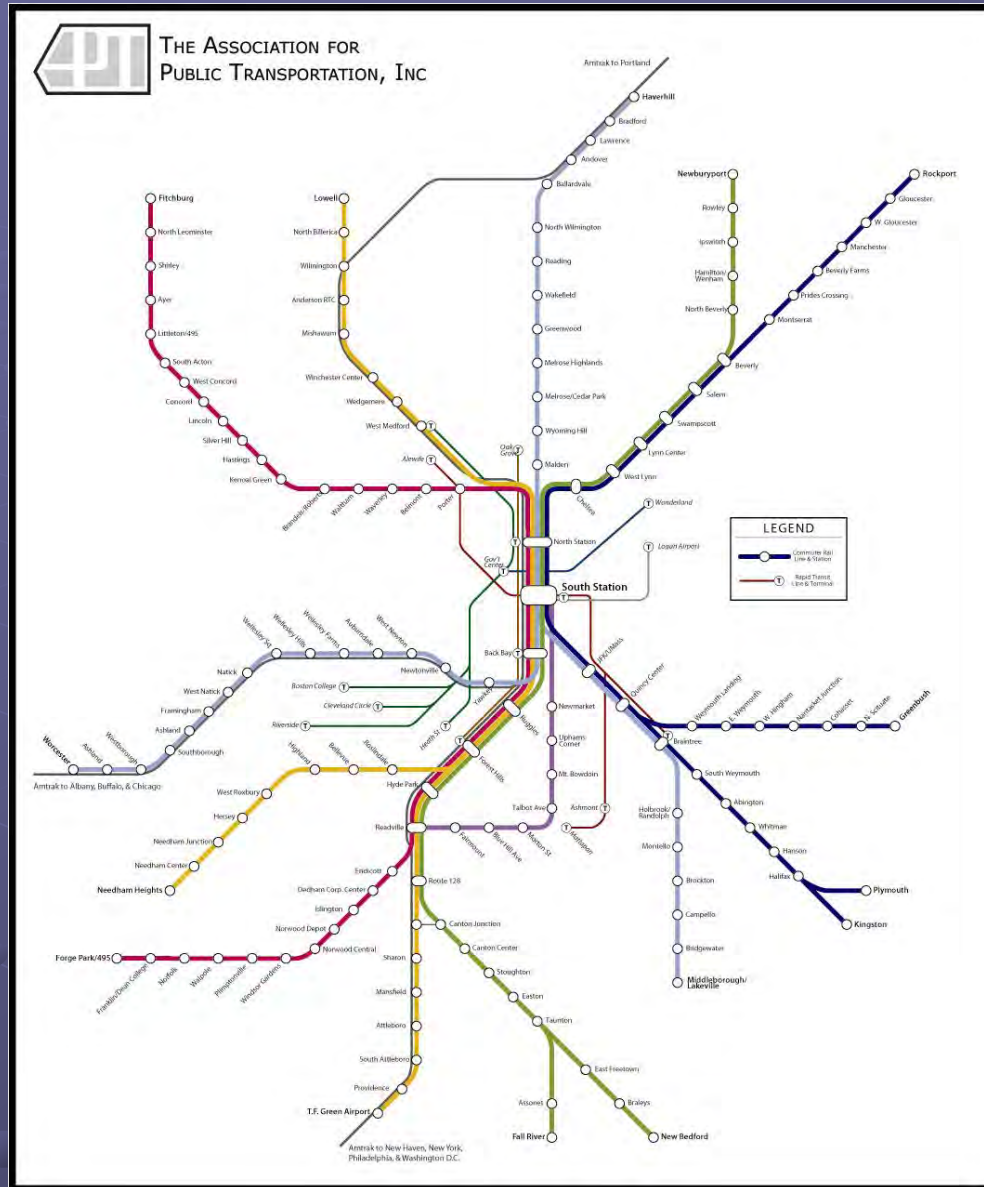 THE ASSOCIATION FOR
PUBLIC TRANSPORTATION, INC
Amtrak to Portland
Haverhill
Bradford
Lawrence
Andover
Ballardvale
North Wilmington
Reading
Wakefield
Greenwood
Melrose Highlands
Melrose/Cedar Park
Wyoming Hill
Malden
Fitchburg
North Leominster
Shirley
Ayer
Littleton/495
South Acton
West Concord
Concord
Lincoln
Silver Hill
Hastings
Kendal Green
Brandeis/Roberts
Waltham
Waverley
Belmont
Porter
Lowell
North Billerica
Wilmington
Anderson RTC
Mishawum
Winchester Center
Wedgemere
West Medford
T
Alewife
T
Oak
Grove
T
Newburyport
Rowley
Ipswich
Hamilton/
Wenham
North Beverly
Rockport
Gloucester
W. Gloucester
Manchester
Beverly Farms
Prides Crossing
Montserrat
Beverly
Salem
Swampscott
Lynn Center
West Lynn
Chelsea
T
Wonderland
T
Logan Airport
T
North Station
Gov't
Center
T
South Station
T
LEGEND
Commuter Rail
Line & Station
T
Rapid Transit
Line & Terminal
Back Bay
T
Yawkey
Newtonville
West Newton
Auburndale
Wellesley Farms
Wellesley Hills
Wellesley Sq
Natick
West Natick
Framingham
Ashland
Southborough
Westborough
Ashland
Worcester
Amtrak to Albany, Buffalo, & Chicago
Boston College
T
Cleveland Circle
T
Riverside
T
Heath St
T
Ruggles
T
Forest Hills
Hyde Park
Readville
Roslindale
Bellevue
Highland
West Roxbury
Hersey
Needham Junction
Needham Center
Needham Heights
Newmarket
Uphams
Corner
Mt. Bowdoin
Talbot Ave
Morton St
Blue Hill Ave
Fairmount
Ashmont
T
Mattapan
T
JFK/UMass
Quincy Center
T
Braintree
Weymouth Landing
E. Weymouth
W. Hingham
Nantasket Junction
Cohasset
N. Scituate
Greenbush
South Weymouth
Abington
Whitman
Hanson
Halifax
Plymouth
Kingston
Holbrook/
Randolph
Montello
Brockton
Campello
Bridgewater
Middleborough/
Lakeville
Endicott
Dedham Corp. Center
Islington
Norwood Depot
Norwood Central
Windsor Gardens
Plimptonville
Walpole
Norfolk
Franklin/Dean College
Forge Park/495
Route 128
Canton Junction
Canton Center
Stoughton
Easton
Taunton
East Freetown
Braleys
New Bedford
Assonet
Fall River
Sharon
Mansfield
Attleboro
South Attleboro
Providence
T.F. Green Airport
Amtrak to New Haven, New York,
Philadelphia, & Washington D.C.